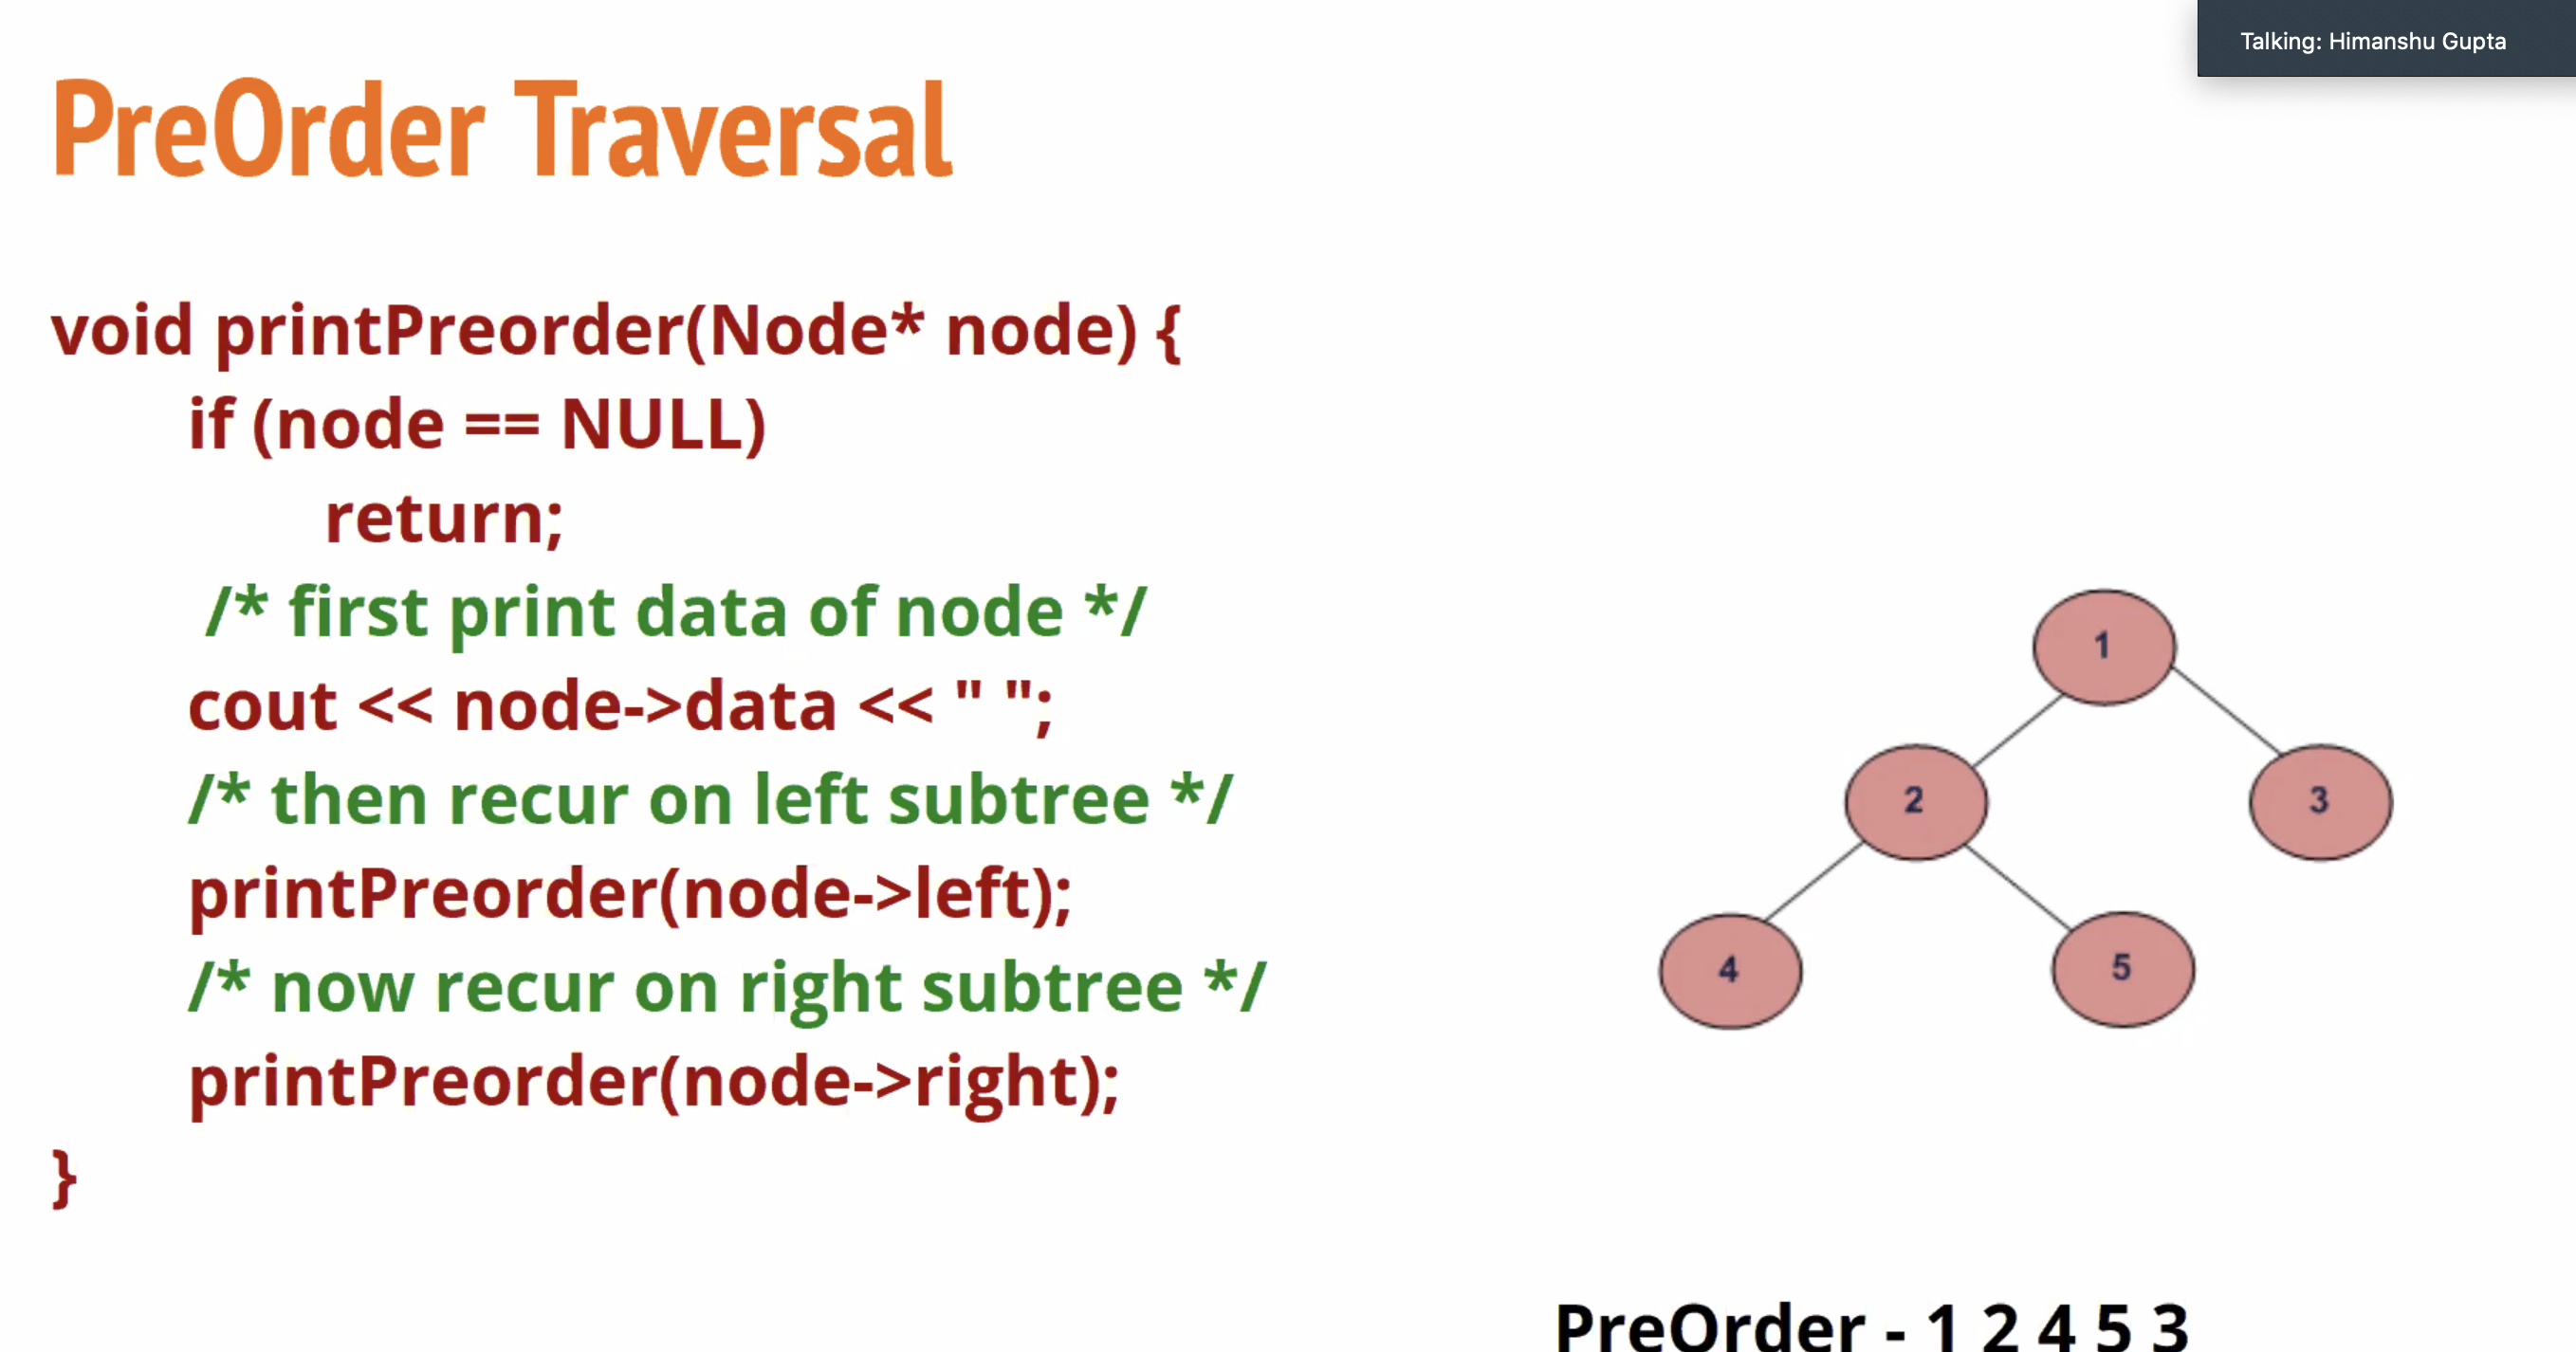 Talking: Himanshu Gupta
PreOrder Traversal
void printPreorder(Node* node) {
if (node == NULL)
return;
/* first print data of node */
cout << node->data << " ";
/* then recur on left subtree */
printPreorder(node->left);
/* now recur on right subtree */
printPreorder(node->right);
}
1
2
3
4
5
PreOrder - 1 2 4 5 3